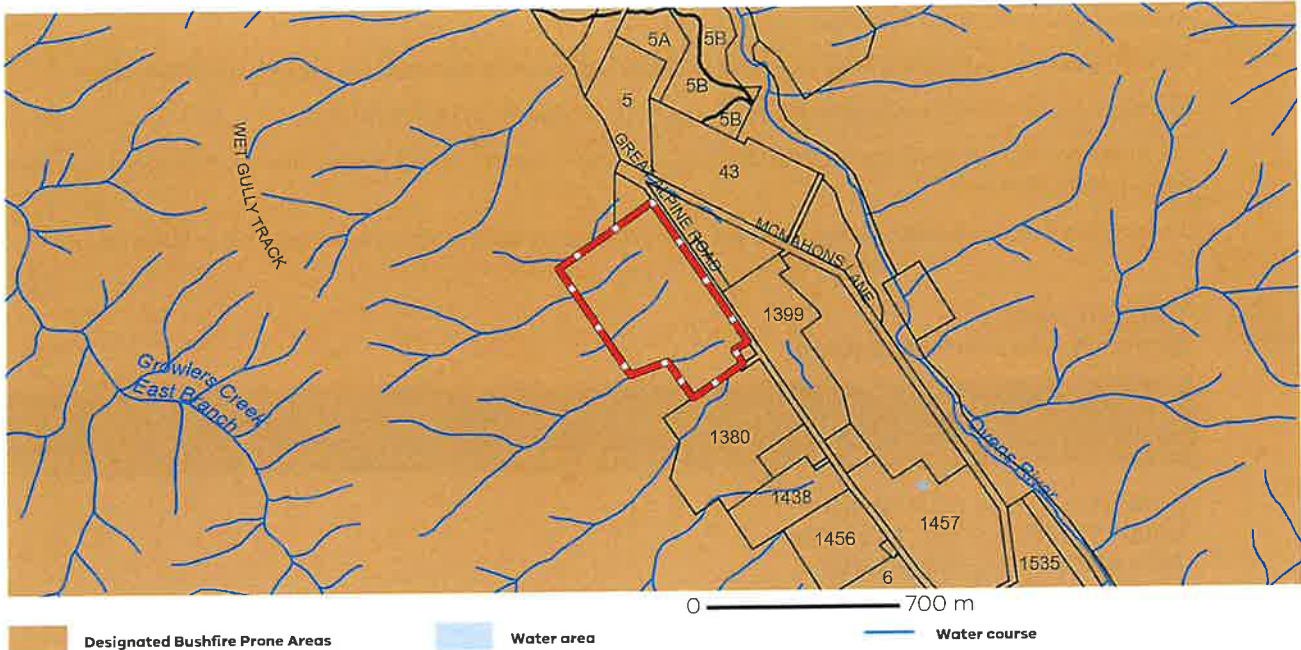 5A
5B
5B
5
5B
WET GULLY TRACK
43
GREAT ALPINE ROAD
MCMAHONS LANE
1399
Growlers Creek
East Branch
1380
Ovens River
1438
1457
1456
1535
6
0 700 m
Designated Bushfire Prone Areas
Water area
Water course